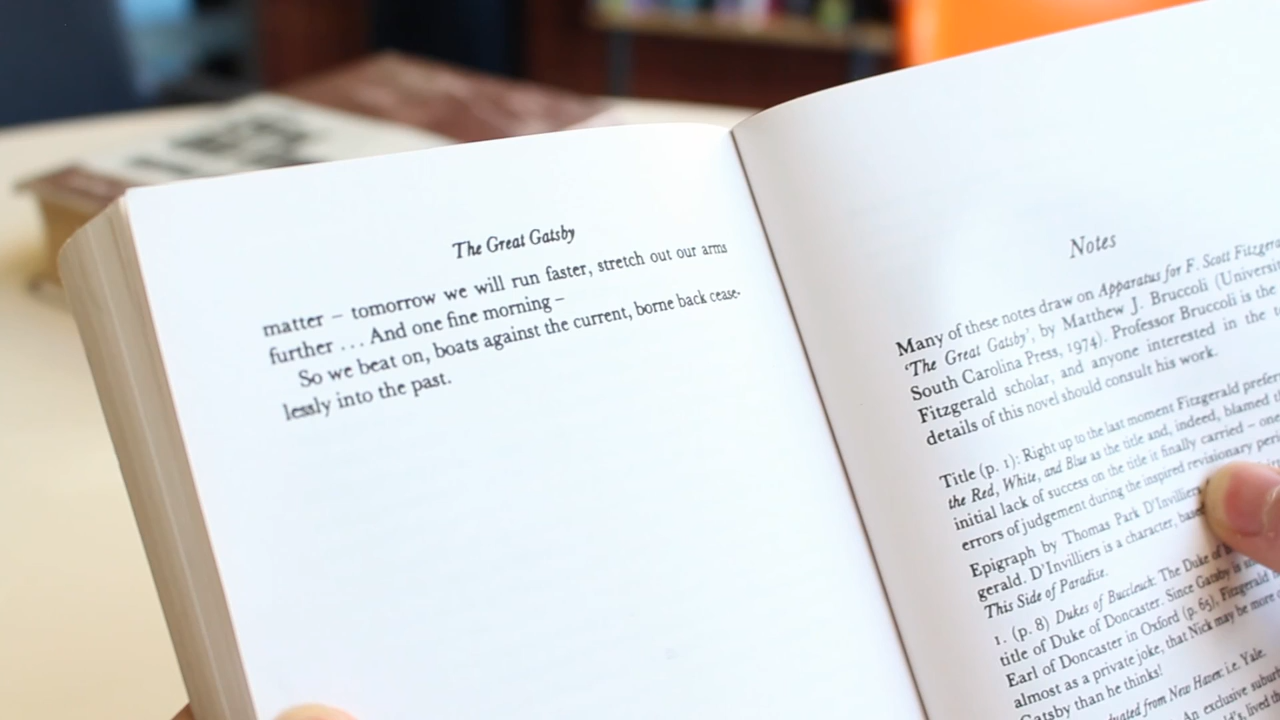 The Great Gatsby
matter – tomorrow we will run faster, stretch out our arms
further . . . And one fine morning –
So we beat on, boats against the current, borne back cease-
lessly into the past.
Notes
Many of these notes draw on Apparatus for F. Scott
'The Great Gatsby', by Matthew J. Bruccoli
South Carolina Press, 1974). Professor Bruccoli is the
Fitzgerald scholar, and anyone interested in the
details of this novel should consult his work.
Title (p. 1): Right up to the last moment Fitzgerald
the Red, White, and Blue as the title and, indeed, blamed
initial lack of success on the title it finally carried – one
errors of judgement during the inspired revisionary
Epigraph by Thomas Park D'Invilliers
gerald. D'Invilliers is a character,
This Side of Paradise.
1. (p. 8) Dukes of Buccleuch: The Duke of
title of Duke of Doncaster. Since Gatsby is
Earl of Doncaster in Oxford (p. 65), Fitzgerald
almost as a private joke, that Nick may be more
Gatsby than he thinks!
from New Haven: i.e. Yale.
An exclusive
lived